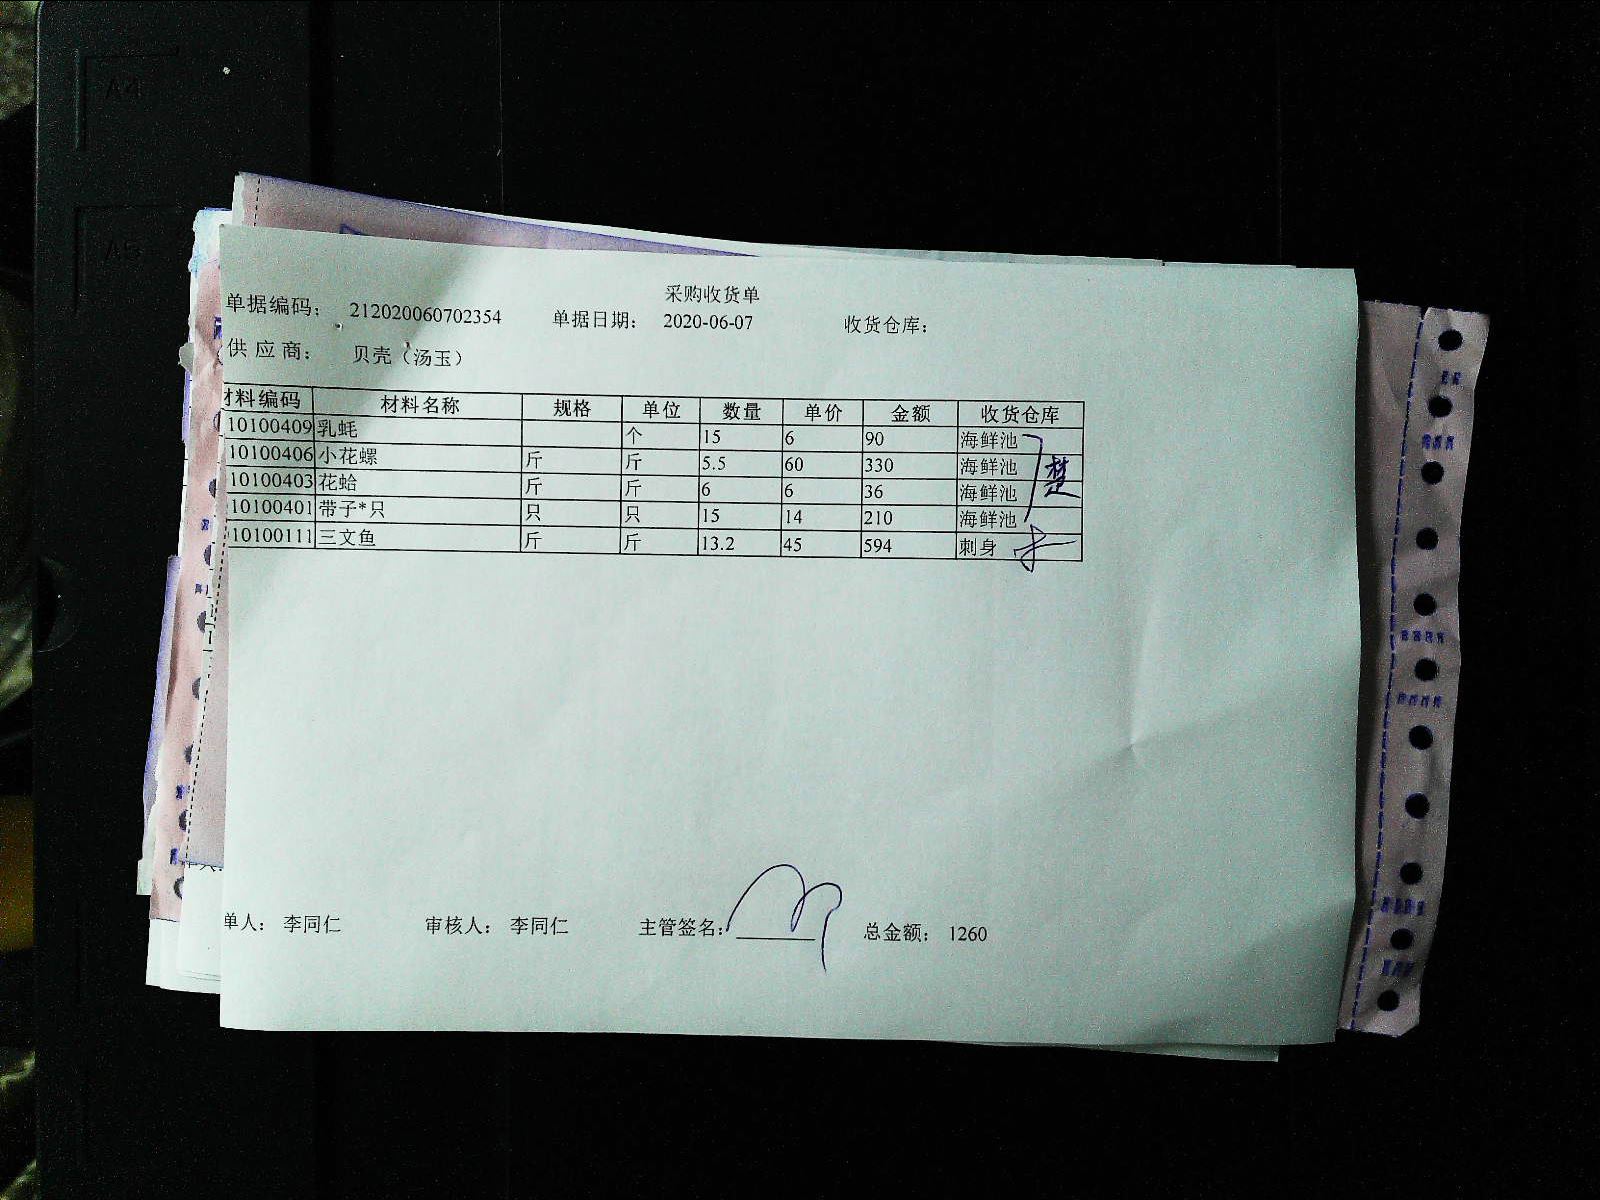 A4
A5
采购收货单
单据编码： 212020060702354 单据日期： 2020-06-07 收货仓库：
供应商： 贝壳（汤玉）
材料编码 材料名称 规格 单位 数量 单价 金额 收货仓库
10100409 乳蚝 个 15 6 90 海鲜池
10100406 小花螺 斤 斤 5.5 60 330 海鲜池
10100403 花蛤 斤 斤 6 6 36 海鲜池
10100401 带子*只 只 只 15 14 210 海鲜池
10100111 三文鱼 斤 斤 13.2 45 594 刺身
楚
单人： 李同仁 审核人： 李同仁 主管签名： 总金额： 1260